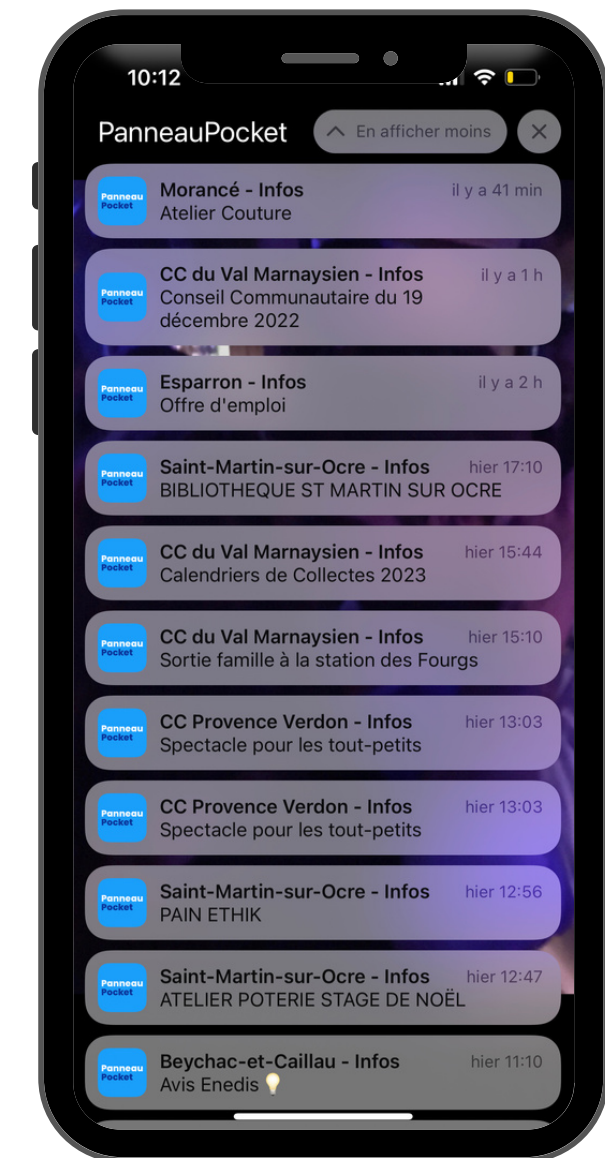 10:12
PanneauPocket
En afficher moins
Panneau
Pocket
Morancé - Infos
il y a 41 min
Atelier Couture
Panneau
Pocket
CC du Val Marnaysien - Infos
il y a 1 h
Conseil Communautaire du 19
décembre 2022
Panneau
Pocket
Esparron - Infos
il y a 2 h
Offre d'emploi
Panneau
Pocket
Saint-Martin-sur-Ocre - Infos
hier 17:10
BIBLIOTHEQUE ST MARTIN SUR OCRE
Panneau
Pocket
CC du Val Marnaysien - Infos
hier 15:44
Calendriers de Collectes 2023
Panneau
Pocket
CC du Val Marnaysien - Infos
hier 15:10
Sortie famille à la station des Fourgs
Panneau
Pocket
CC Provence Verdon - Infos
hier 13:03
Spectacle pour les tout-petits
Panneau
Pocket
CC Provence Verdon - Infos
hier 13:03
Spectacle pour les tout-petits
Panneau
Pocket
Saint-Martin-sur-Ocre - Infos
hier 12:56
PAIN ETHIK
Panneau
Pocket
Saint-Martin-sur-Ocre - Infos
hier 12:47
ATELIER POTERIE STAGE DE NOËL
Panneau
Pocket
Beychac-et-Caillau - Infos
hier 11:10
Avis Enedis 💡